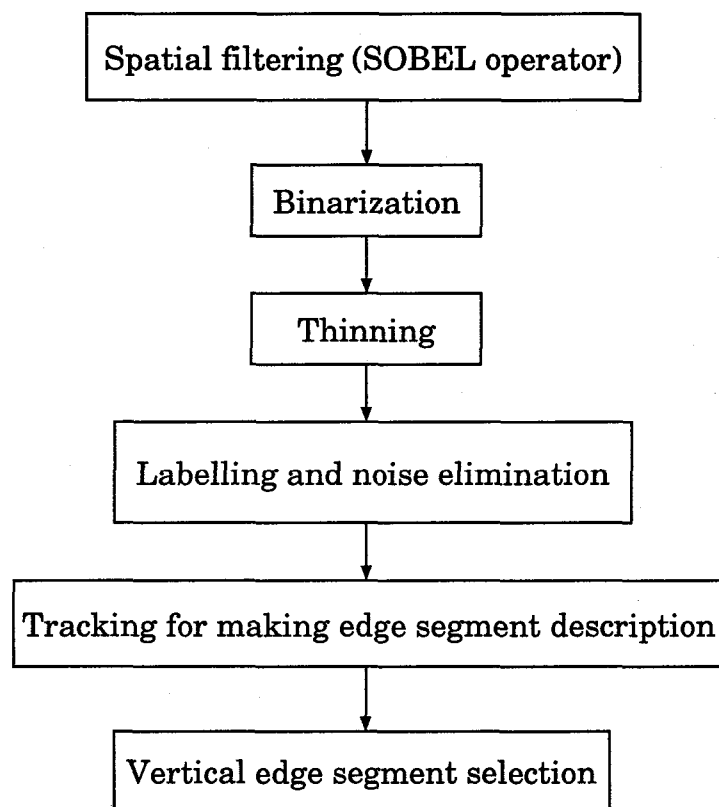 Spatial filtering (SOBEL operator)
Binarization
Thinning
Labelling and noise elimination
Tracking for making edge segment description
Vertical edge segment selection